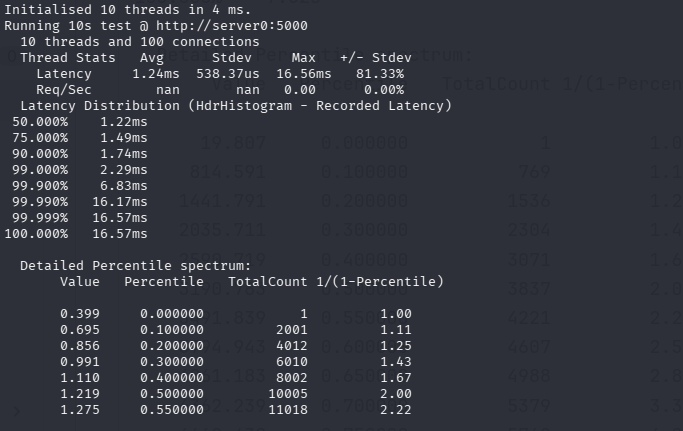 Initialised 10 threads in 4 ms.
Running 10s test @ http://server0:5000
10 threads and 100 connections
Thread Stats Avg Stdev Max +/- Stdev
Latency 1.24ms 538.37us 16.56ms 81.33%
Req/Sec nan nan 0.00 0.00%
Latency Distribution (HdrHistogram - Recorded Latency)
50.000% 1.22ms
75.000% 1.49ms
90.000% 1.74ms
99.000% 2.29ms
99.900% 6.83ms
99.990% 16.17ms
99.999% 16.57ms
100.000% 16.57ms
Detailed Percentile spectrum:
Value Percentile TotalCount 1/(1-Percentile)
0.399 0.000000 1 1.00
0.695 0.100000 2001 1.11
0.856 0.200000 4012 1.25
0.991 0.300000 6010 1.43
1.110 0.400000 8002 1.67
1.219 0.500000 10005 2.00
1.275 0.550000 11018 2.22